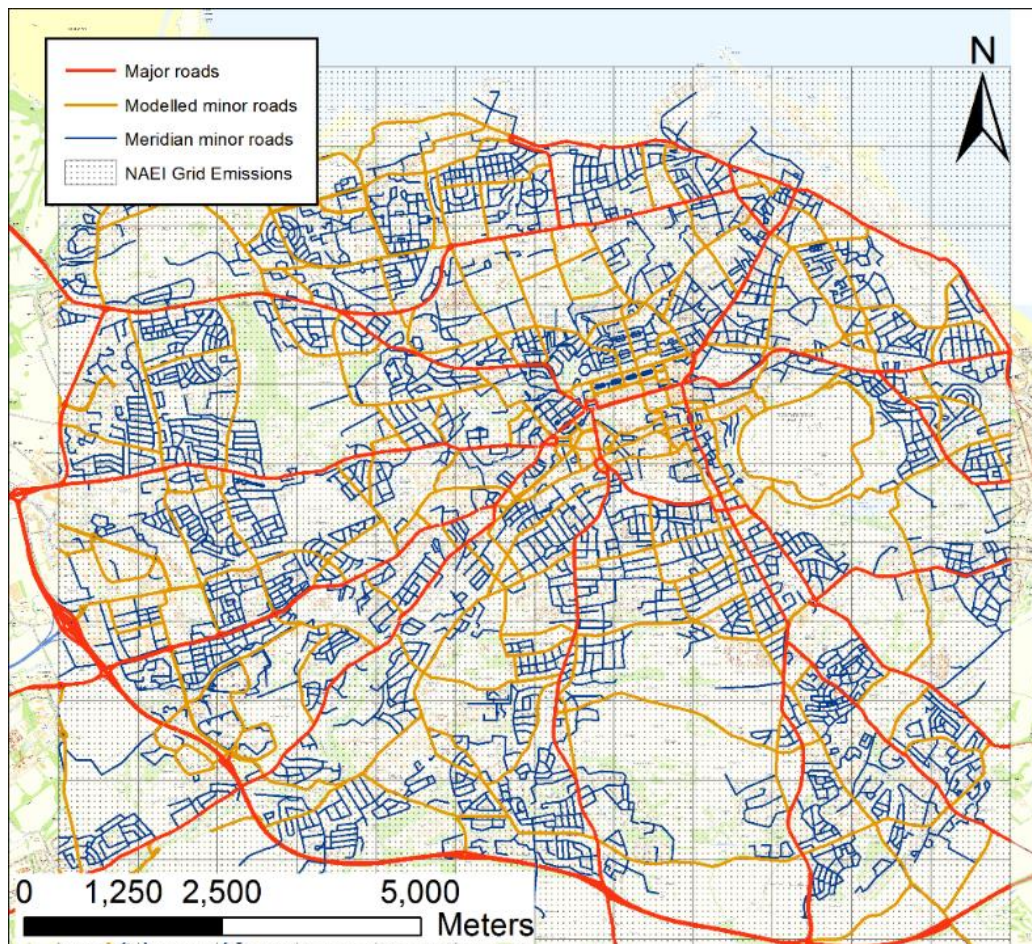 Major roads
Modelled minor roads
Meridian minor roads
NAEI Grid Emissions
N
0 1,250 2,500 5,000
Meters